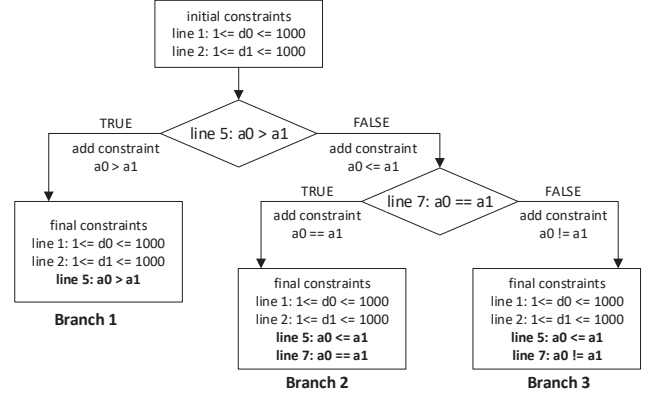 initial constraints
line 1: 1<= d0 <= 1000
line 2: 1<= d1 <= 1000
line 5: a0 > a1
TRUE
add constraint
a0 > a1
FALSE
add constraint
a0 <= a1
line 7: a0 == a1
TRUE
add constraint
a0 == a1
FALSE
add constraint
a0 != a1
final constraints
line 1: 1<= d0 <= 1000
line 2: 1<= d1 <= 1000
line 5: a0 > a1
Branch 1
final constraints
line 1: 1<= d0 <= 1000
line 2: 1<= d1 <= 1000
line 5: a0 <= a1
line 7: a0 == a1
Branch 2
final constraints
line 1: 1<= d0 <= 1000
line 2: 1<= d1 <= 1000
line 5: a0 <= a1
line 7: a0 != a1
Branch 3